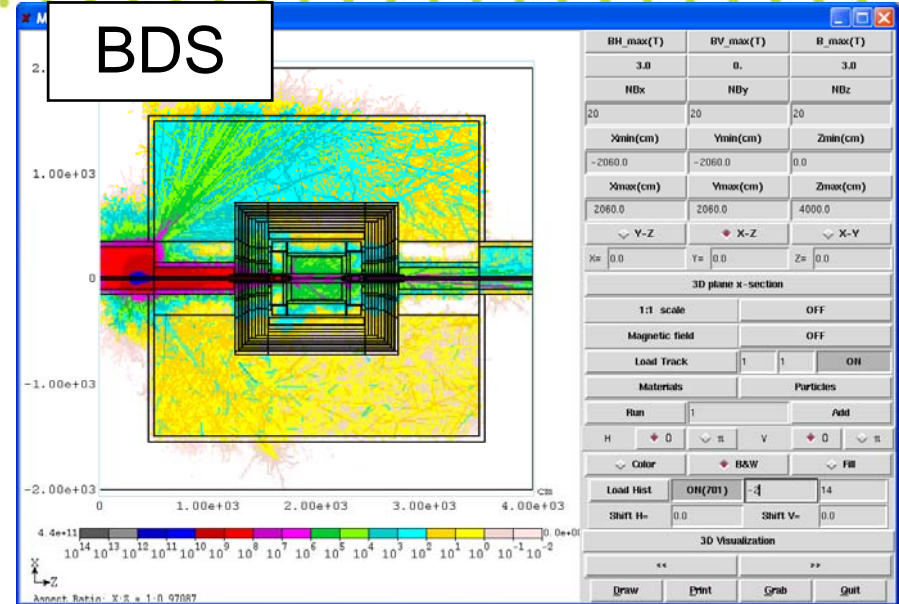 BDS
M
BH_max(T) BV_max(T) B_max(T)
3.0 0. 3.0
NBx NBy NBz
20 20 20
Xmin(cm) Ymin(cm) Zmin(cm)
-2060.0 -2060.0 0.0
Xmax(cm) Ymax(cm) Zmax(cm)
2060.0 2060.0 4000.0
Y-Z X-Z X-Y
X= 0.0 Y= 0.0 Z= 0.0
3D plane x-section
1:1 scale OFF
Magnetic field OFF
Load Track 1 1 ON
Materials Particles
Run 1 Add
H 0 π V 0 π
Color B&W Fill
Load Hist ON(701) -2 14
Shift H= 0.0 Shift V= 0.0
3D Visualization
<< >>
Draw Print Grab Quit
2.
1.00e+03
0
-1.00e+03
-2.00e+03
cm
0 1.00e+03 2.00e+03 3.00e+03 4.00e+03
4.4e+11 0.0e+00
10^14 10^13 10^12 10^11 10^10 10^9 10^8 10^7 10^6 10^5 10^4 10^3 10^2 10^1 10^0 10^-1 10^-2
X
Z
Aspect Ratio: X:Z = 1:0.97087